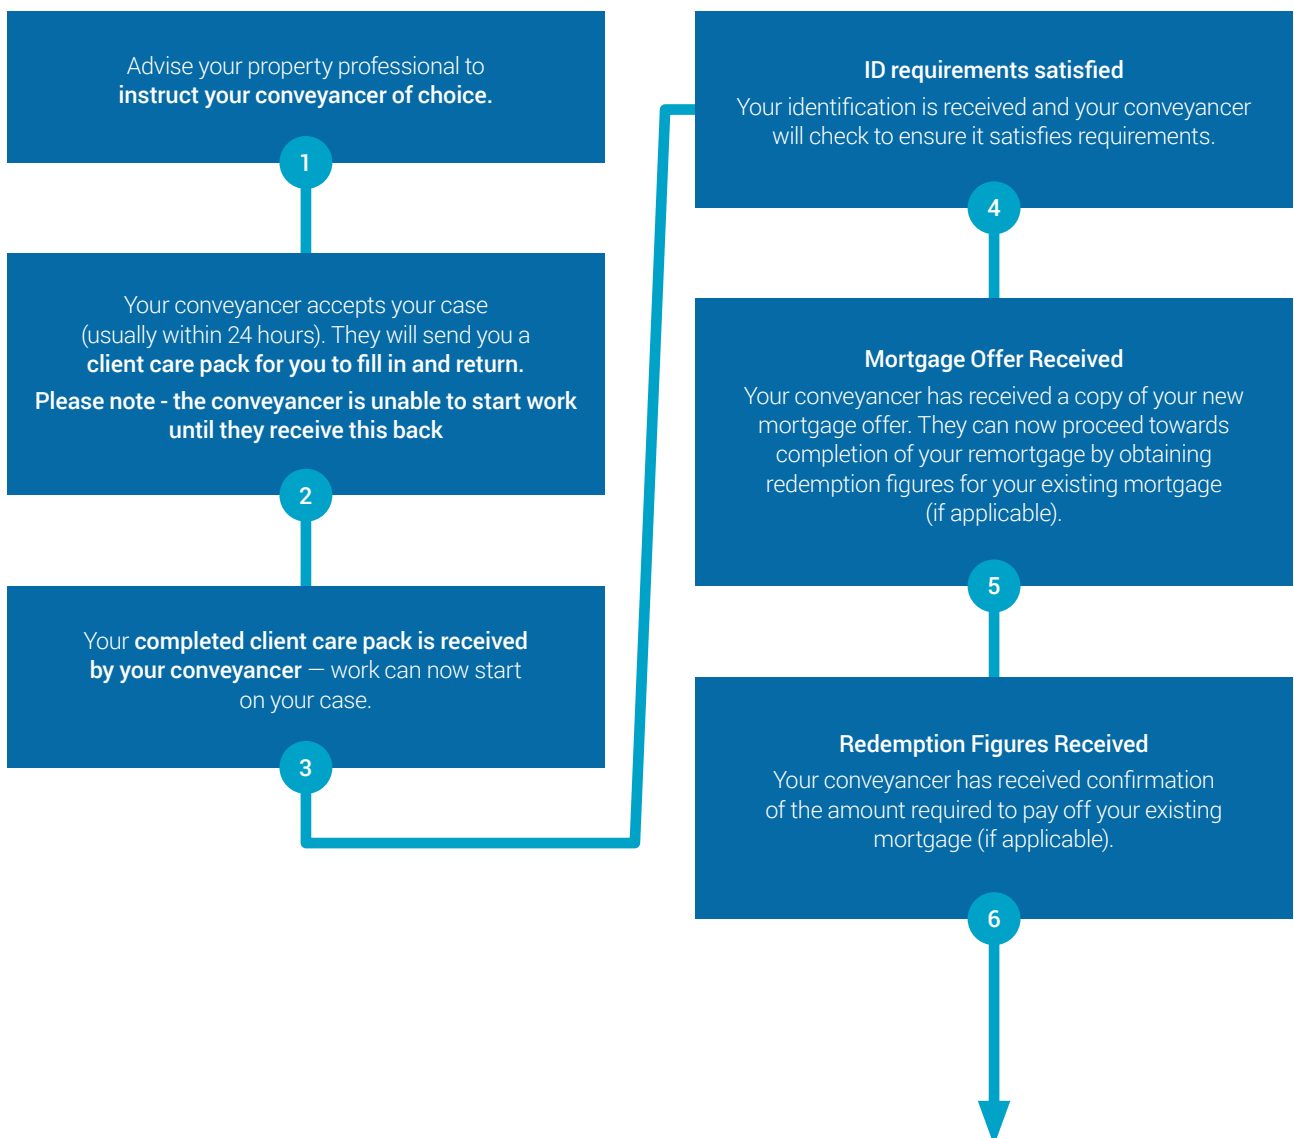 Advise your property professional to
instruct your conveyancer of choice.
1
Your conveyancer accepts your case
(usually within 24 hours). They will send you a
client care pack for you to fill in and return.
Please note - the conveyancer is unable to start work
until they receive this back
2
Your completed client care pack is received
by your conveyancer — work can now start
on your case.
3
ID requirements satisfied
Your identification is received and your conveyancer
will check to ensure it satisfies requirements.
4
Mortgage Offer Received
Your conveyancer has received a copy of your new
mortgage offer. They can now proceed towards
completion of your remortgage by obtaining
redemption figures for your existing mortgage
(if applicable).
5
Redemption Figures Received
Your conveyancer has received confirmation
of the amount required to pay off your existing
mortgage (if applicable).
6